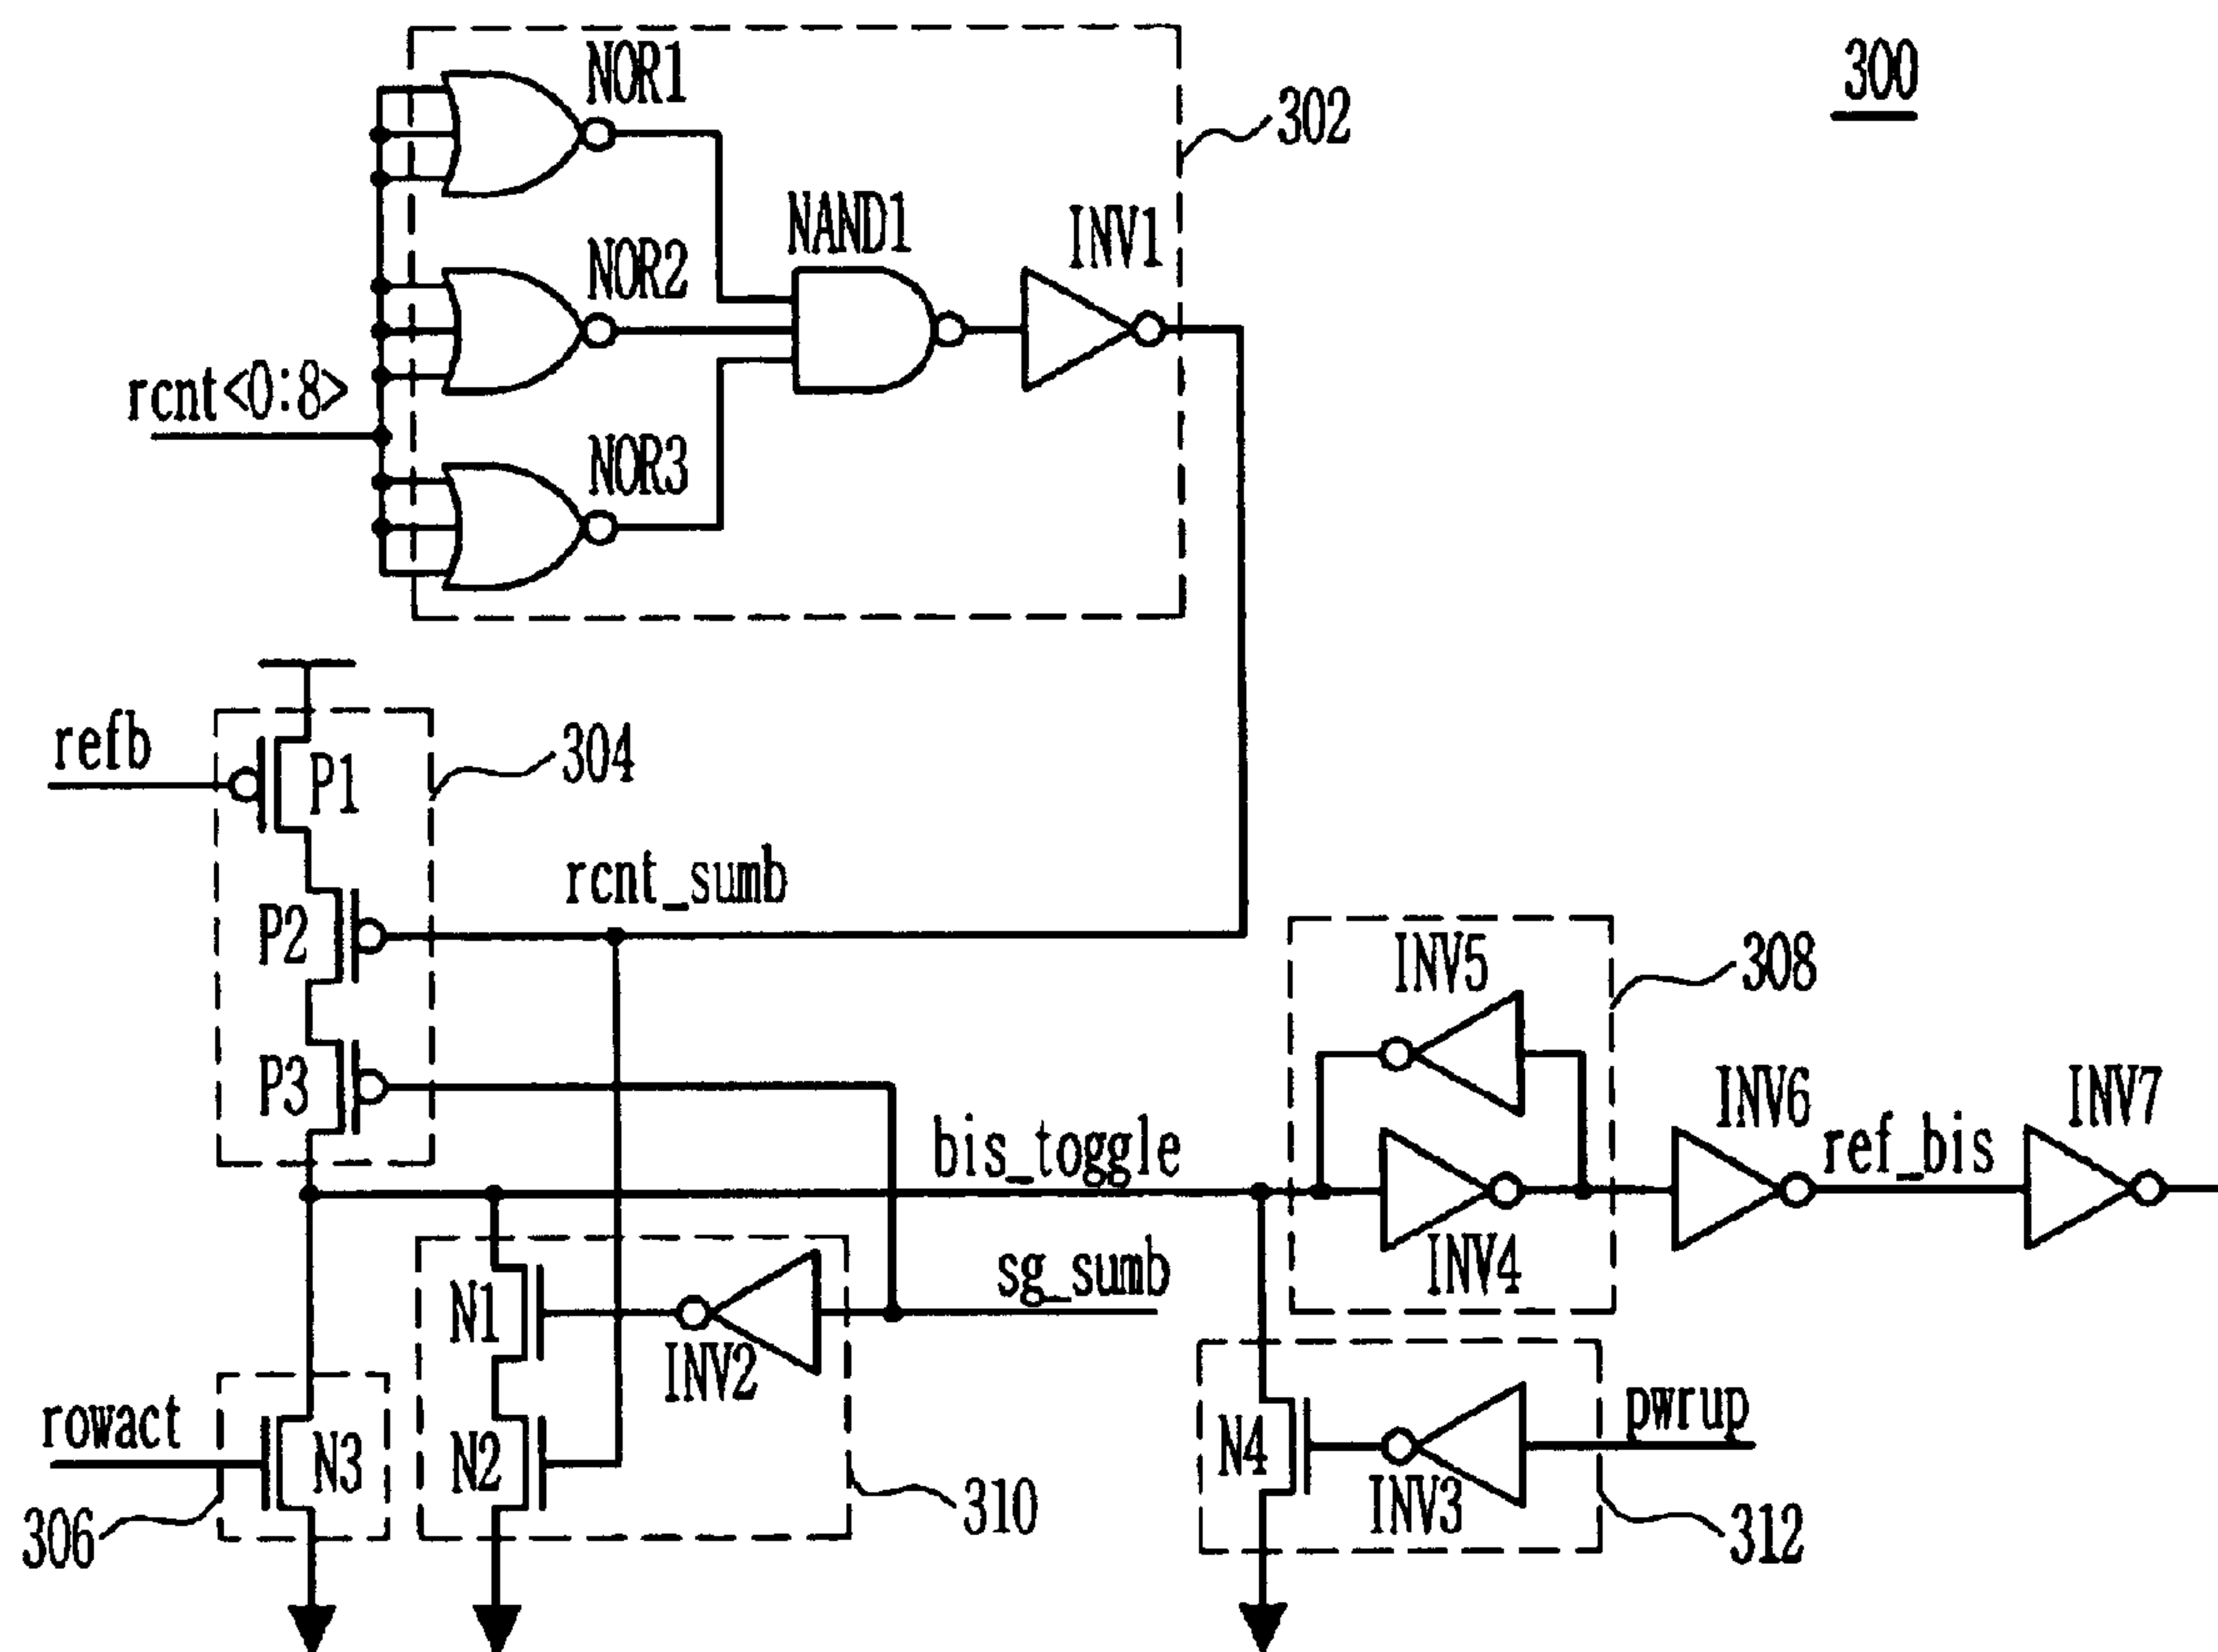 300
NOR1
302
NAND1
INV1
NOR2
rcnt<0:8>
NOR3
refb
P1
304
rcnt_sumb
P2
INV5
308
P3
bis_toggle
INV6
ref_bis
INV7
sg_sumb
INV4
N1
INV2
rowact
N3
N2
310
N4
INV3
pwrup
306
312